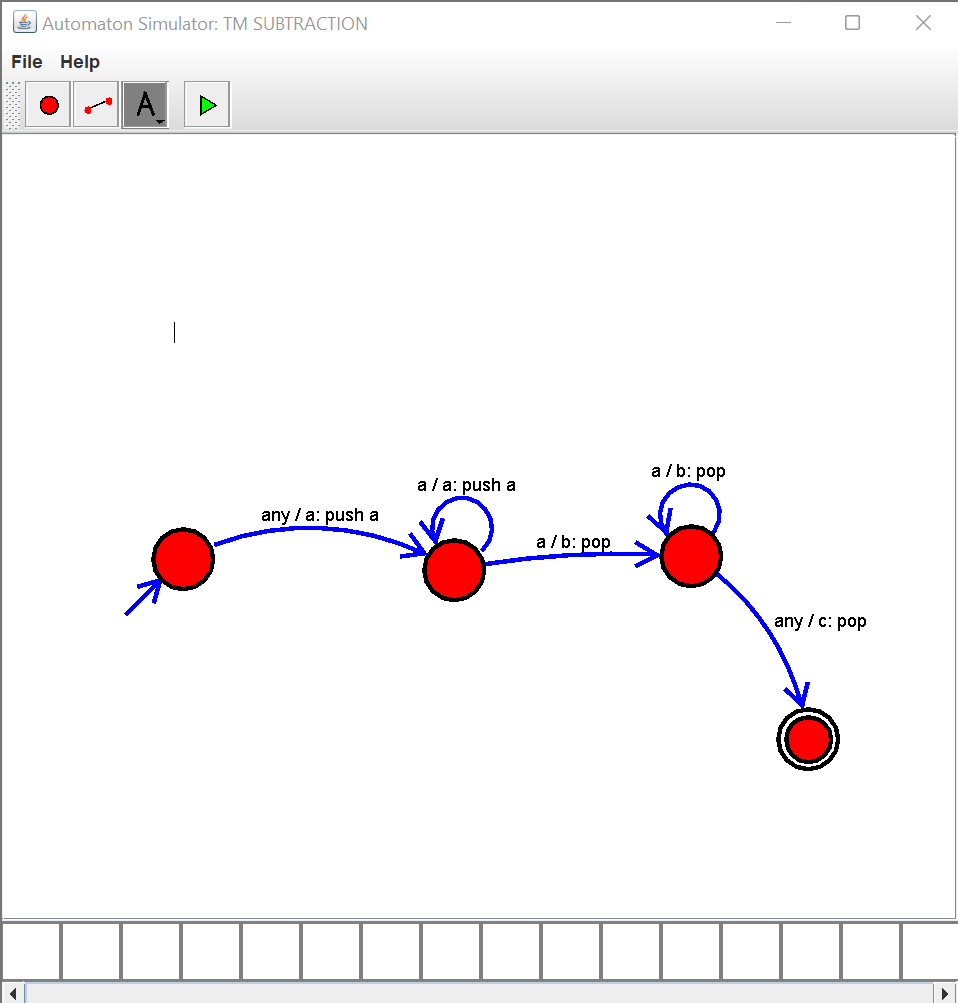 Automaton Simulator: TM SUBTRACTION
File Help
A
a / b: pop
a / a: push a
any / a: push a
a / b: pop
any / c: pop